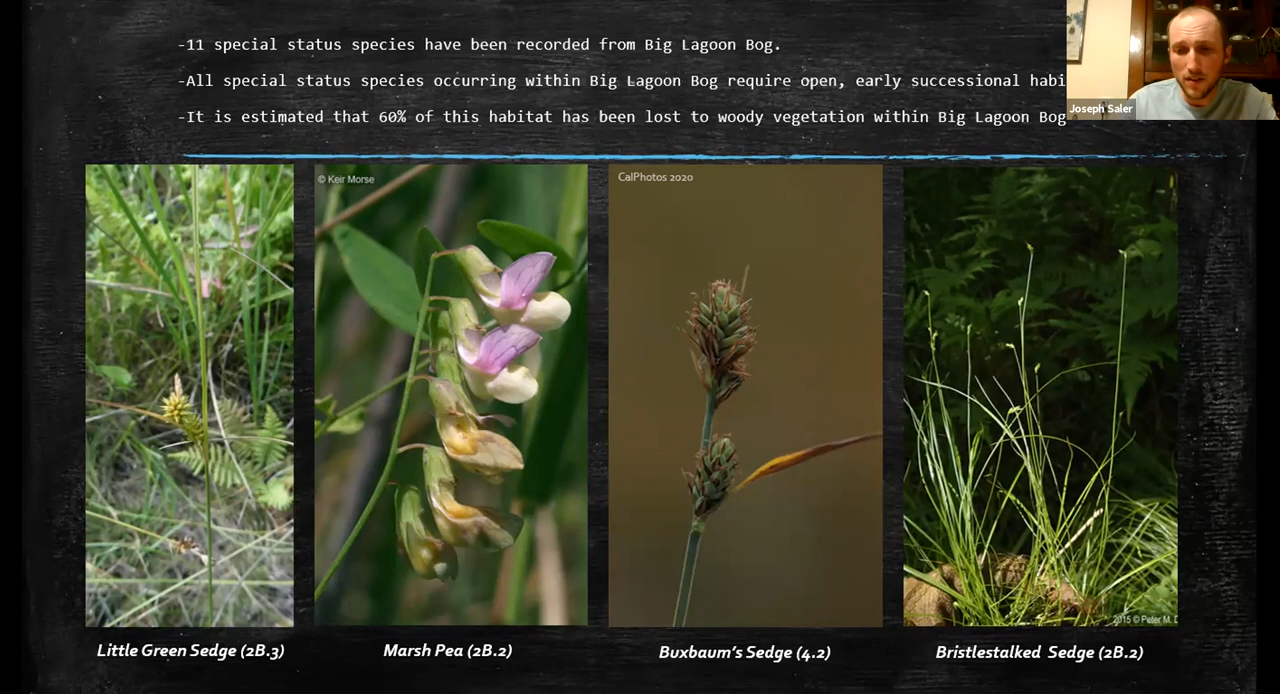 -11 special status species have been recorded from Big Lagoon Bog.
-All special status species occurring within Big Lagoon Bog require open, early successional habi
Joseph Saler
-It is estimated that 60% of this habitat has been lost to woody vegetation within Big Lagoon Bog
© Keir Morse
CalPhotos 2020
2015 © Peter M. D
Little Green Sedge (2B.3)
Marsh Pea (2B.2)
Buxbaum's Sedge (4.2)
Bristlestalked Sedge (2B.2)